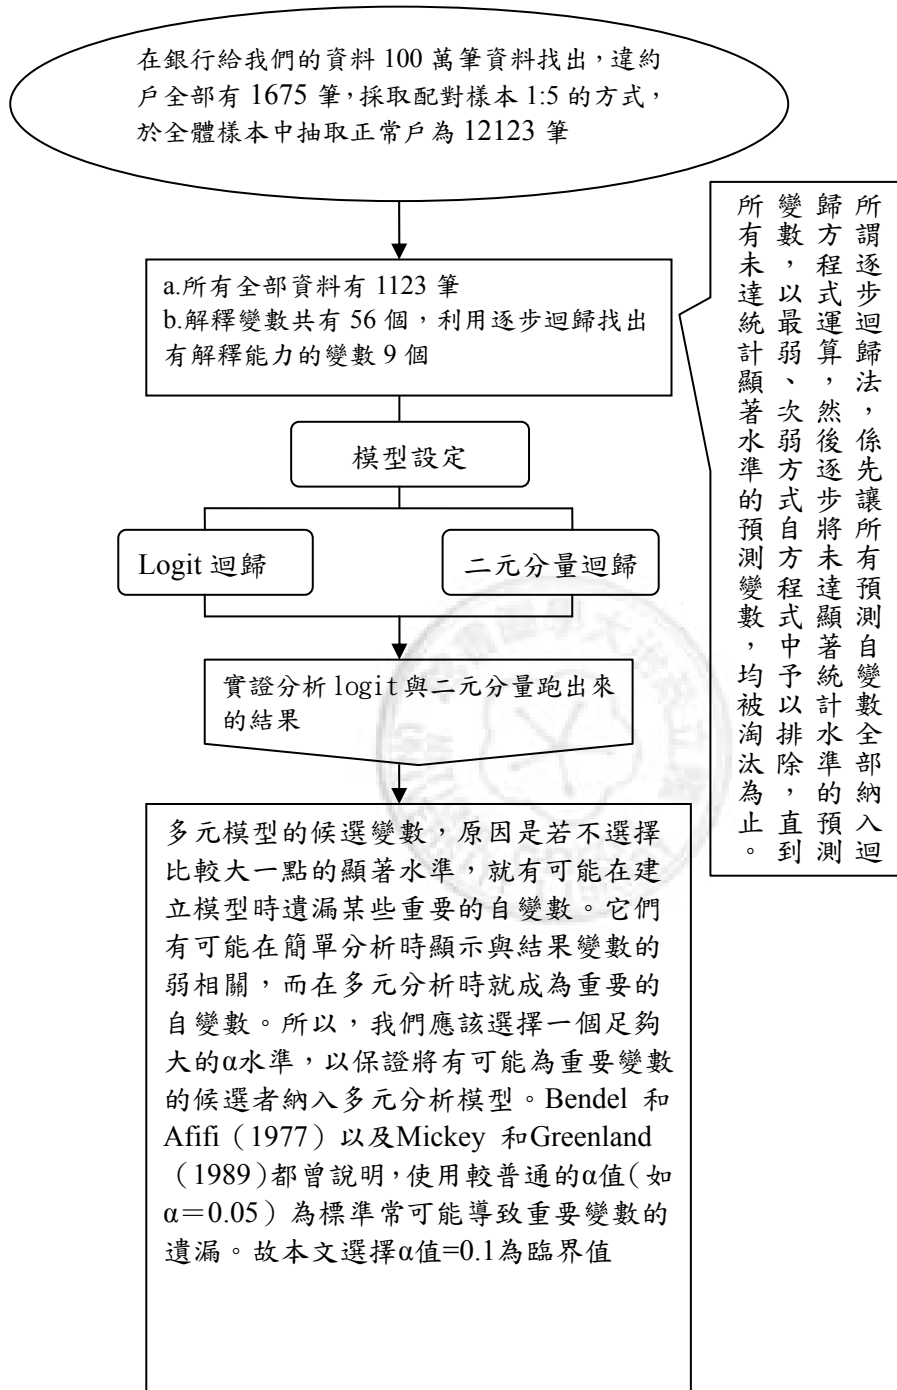 在銀行給我們的資料 100 萬筆資料找出，違約
戶全部有 1675 筆，採取配對樣本 1:5 的方式，
於全體樣本中抽取正常戶為 12123 筆
a.所有全部資料有 1123 筆
b.解釋變數共有 56 個，利用逐步迴歸找出
有解釋能力的變數 9 個
所謂逐步迴歸法，係先讓所有預測自變數全部納入迴
歸方程式運算，然後逐步將未達顯著統計水準的預測
變數，以最弱、次弱方式自方程式中予以排除，直到
所有未達統計顯著水準的預測變數，均被淘汰為止。
模型設定
Logit 迴歸
二元分量迴歸
實證分析 logit 與二元分量跑出來
的結果
多元模型的候選變數，原因是若不選擇
比較大一點的顯著水準，就有可能在建
立模型時遺漏某些重要的自變數。它們
有可能在簡單分析時顯示與結果變數的
弱相關，而在多元分析時就成為重要的
自變數。所以，我們應該選擇一個足夠
大的α水準，以保證將有可能為重要變數
的候選者納入多元分析模型。Bendel 和
Afifi（1977）以及Mickey 和Greenland
（1989）都曾說明，使用較普通的α值（如
α＝0.05）為標準常可能導致重要變數的
遺漏。故本文選擇α值=0.1為臨界值